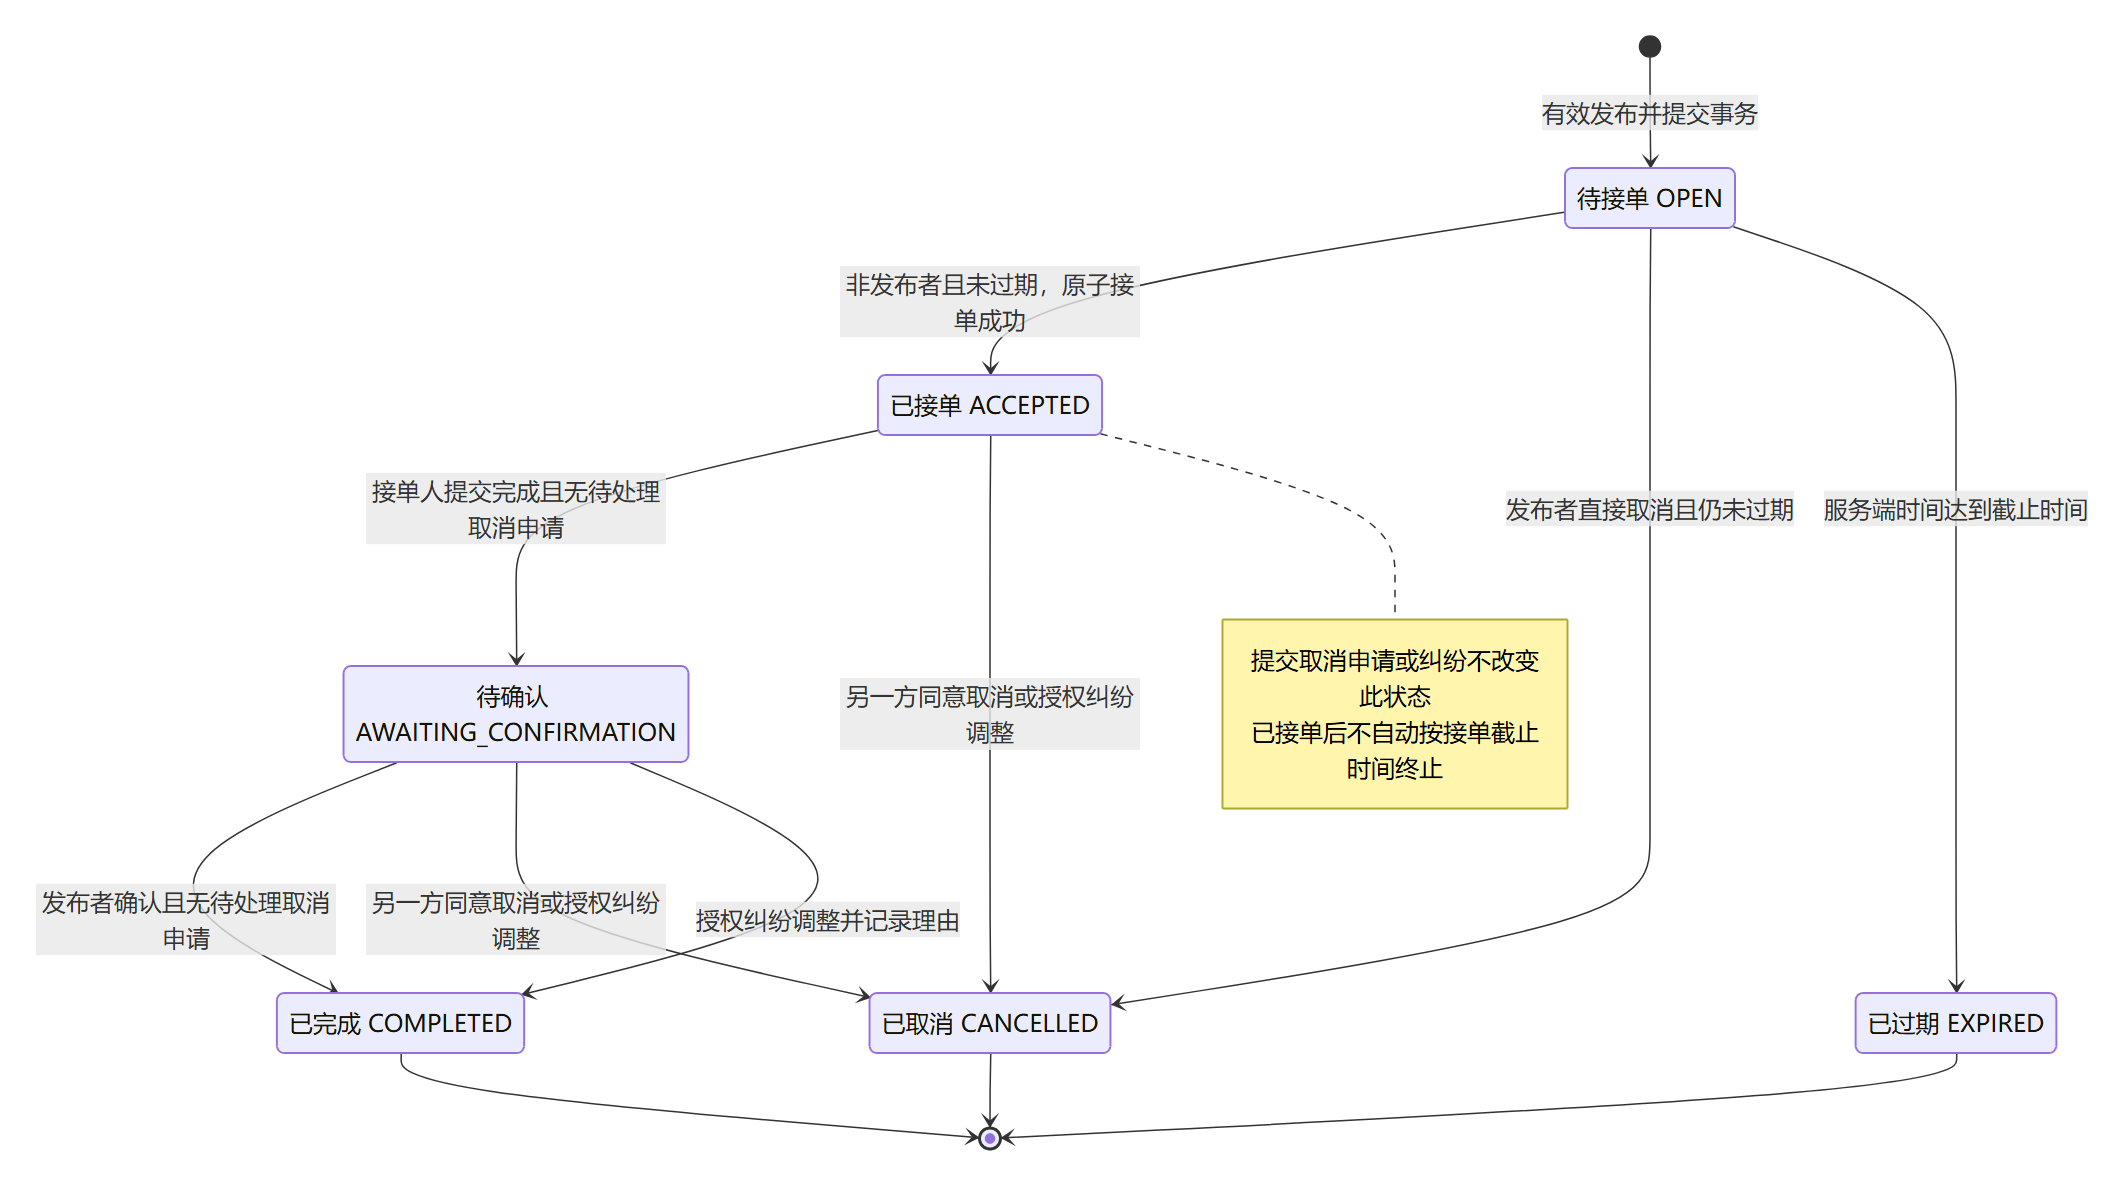 有效发布并提交事务
待接单 OPEN
非发布者且未过期，原子接
单成功
已接单 ACCEPTED
接单人提交完成且无待处理
取消申请
发布者直接取消且仍未过期
服务端时间达到截止时间
待确认
AWAITING_CONFIRMATION
另一方同意取消或授权纠纷
调整
提交取消申请或纠纷不改变
此状态
已接单后不自动按接单截止
时间终止
发布者确认且无待处理取消
申请
另一方同意取消或授权纠纷
调整
授权纠纷调整并记录理由
已完成 COMPLETED
已取消 CANCELLED
已过期 EXPIRED